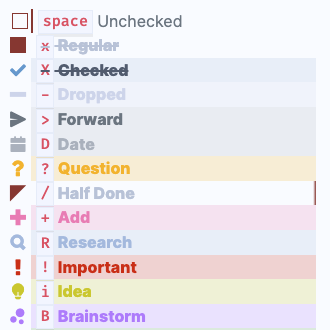 space Unchecked
x Regular
X Checked
- Dropped
> Forward
D Date
? Question
/ Half Done
+ Add
R Research
! Important
i Idea
B Brainstorm